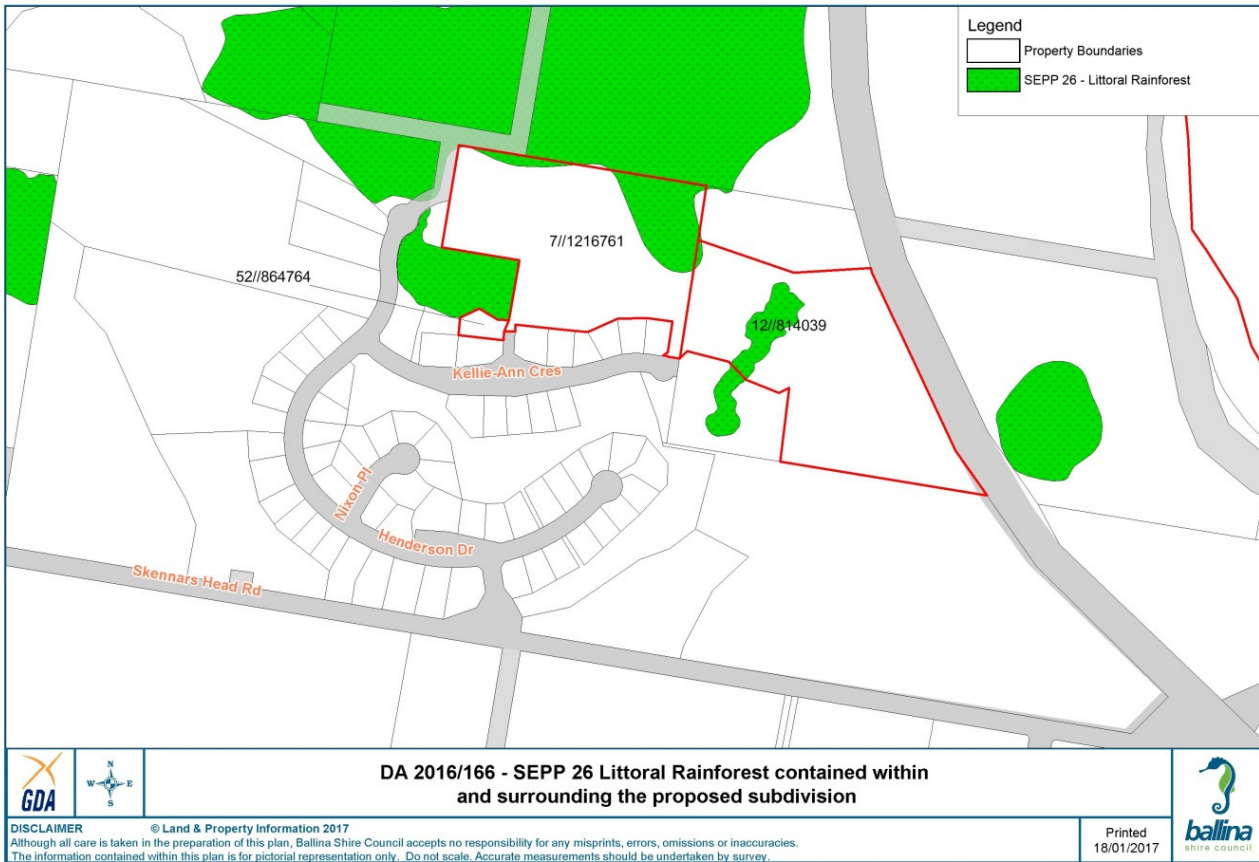 Legend
Property Boundaries
SEPP 26 - Littoral Rainforest
7//1216761
52//864764
12//814039
Kellie-Ann Cres
Nixon Pl
Henderson Dr
Skennars Head Rd
GDA
N
W E
S
DA 2016/166 - SEPP 26 Littoral Rainforest contained within
and surrounding the proposed subdivision
ballina
shire council
DISCLAIMER © Land & Property Information 2017
Although all care is taken in the preparation of this plan, Ballina Shire Council accepts no responsibility for any misprints, errors, omissions or inaccuracies.
The information contained within this plan is for pictorial representation only. Do not scale. Accurate measurements should be undertaken by survey.
Printed
18/01/2017